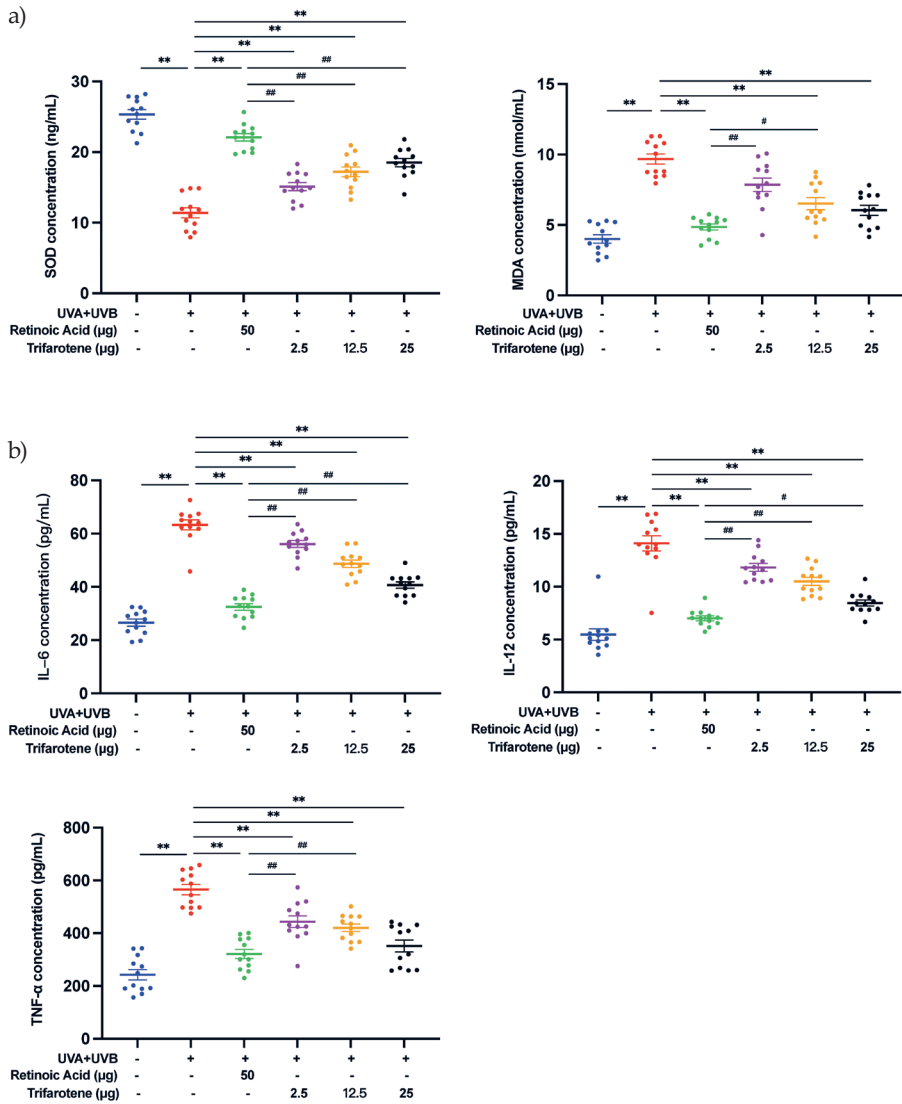 a)
**
**
**
** **
##
##
##
SOD concentration (ng/mL)
30
20
10
0
UVA+UVB - + + + + +
Retinoic Acid (µg) - - 50 - - -
Trifarotene (µg) - - - 2.5 12.5 25
**
**
** **
#
##
MDA concentration (nmol/mL)
15
10
5
0
UVA+UVB - + + + + +
Retinoic Acid (µg) - - 50 - - -
Trifarotene (µg) - - - 2.5 12.5 25
b)
**
**
**
** **
##
##
##
IL-6 concentration (pg/mL)
80
60
40
20
0
UVA+UVB - + + + + +
Retinoic Acid (µg) - - 50 - - -
Trifarotene (µg) - - - 2.5 12.5 25
**
**
**
** **
#
##
##
IL-12 concentration (pg/mL)
20
15
10
5
0
UVA+UVB - + + + + +
Retinoic Acid (µg) - - 50 - - -
Trifarotene (µg) - - - 2.5 12.5 25
**
**
**
** **
##
##
TNF-α concentration (pg/mL)
800
600
400
200
0
UVA+UVB - + + + + +
Retinoic Acid (µg) - - 50 - - -
Trifarotene (µg) - - - 2.5 12.5 25